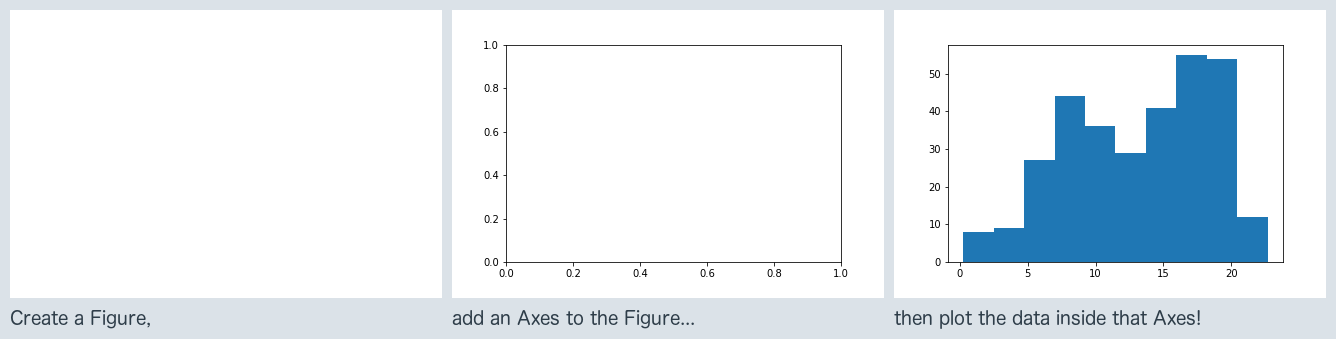 1.0
0.8
0.6
0.4
0.2
0.0
0.0 0.2 0.4 0.6 0.8 1.0
50
40
30
20
10
0
0 5 10 15 20
Create a Figure,
add an Axes to the Figure...
then plot the data inside that Axes!